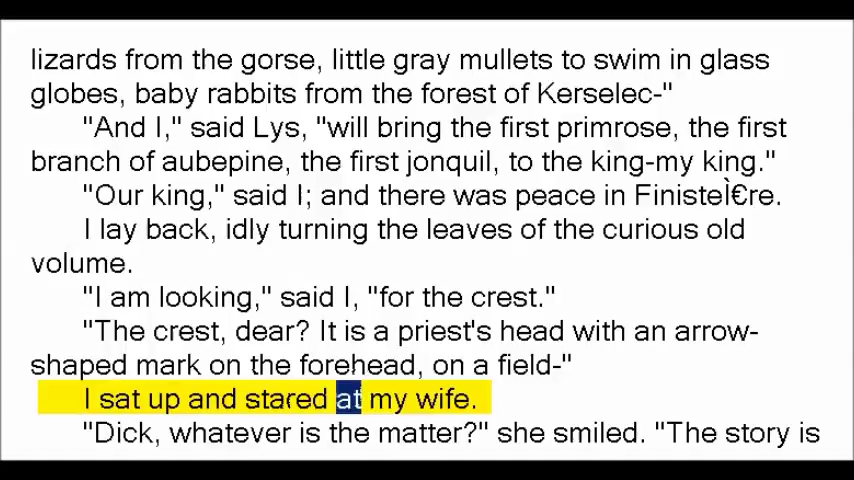 lizards from the gorse, little gray mullets to swim in glass
globes, baby rabbits from the forest of Kerselec-"
"And I," said Lys, "will bring the first primrose, the first
branch of aubepine, the first jonquil, to the king-my king."
"Our king," said I; and there was peace in FinisteÌ€re.
I lay back, idly turning the leaves of the curious old
volume.
"I am looking," said I, "for the crest."
"The crest, dear? It is a priest's head with an arrow-
shaped mark on the forehead, on a field-"
I sat up and stared at my wife.
"Dick, whatever is the matter?" she smiled. "The story is